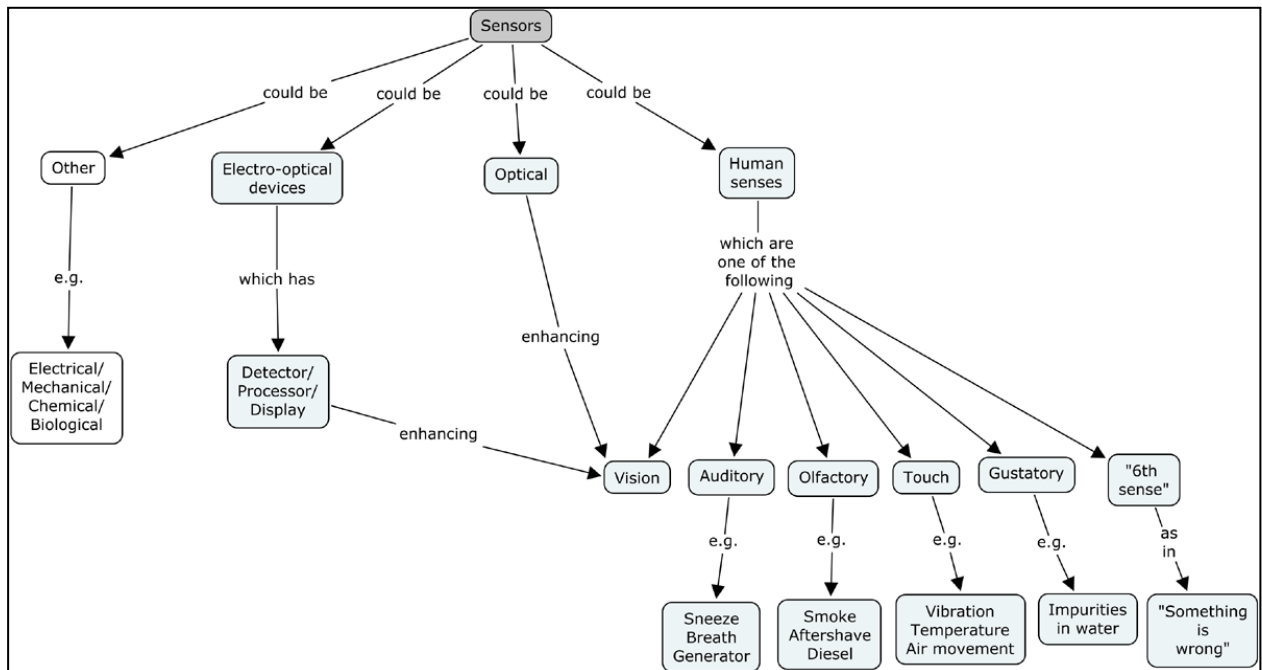 Sensors
could be
could be
could be
could be
Other
Electro-optical
devices
Optical
Human
senses
e.g.
which has
enhancing
which are
one of the
following
Electrical/
Mechanical/
Chemical/
Biological
Detector/
Processor/
Display
enhancing
Vision
Auditory
Olfactory
Touch
Gustatory
"6th
sense"
e.g.
e.g.
e.g.
e.g.
as
in
Sneeze
Breath
Generator
Smoke
Aftershave
Diesel
Vibration
Temperature
Air movement
Impurities
in water
"Something
is
wrong"